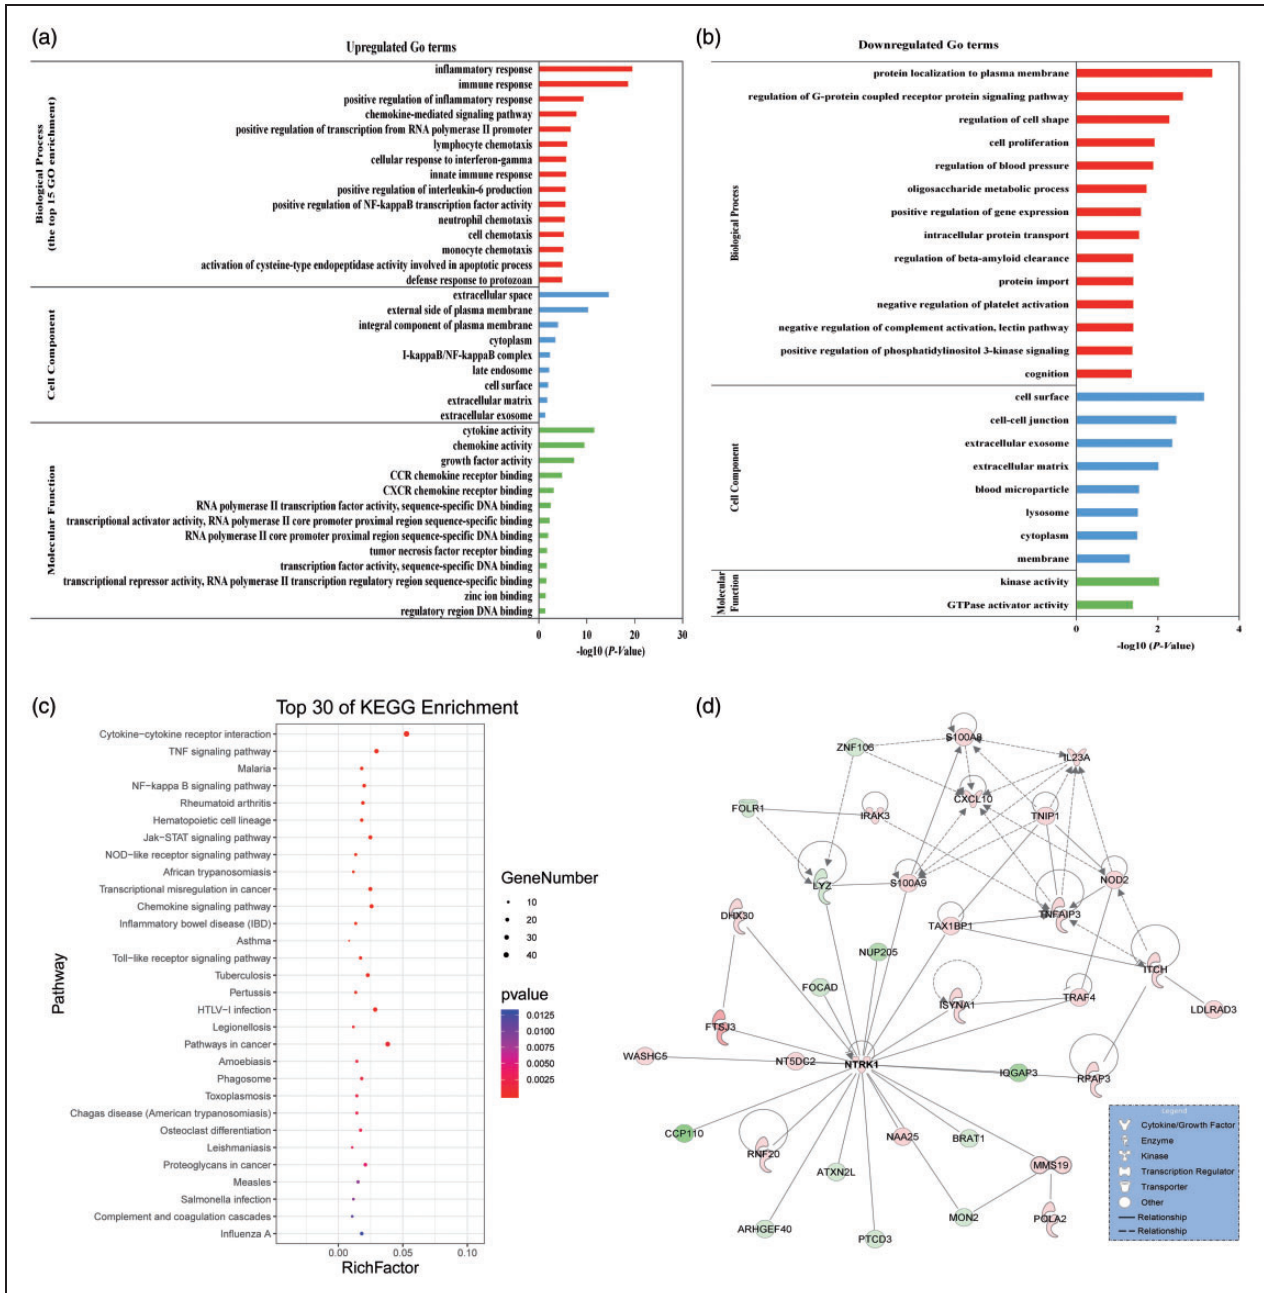 (a)
Upregulated Go terms
Biological Process
(the top 15 GO enrichment)
inflammatory response
immune response
positive regulation of inflammatory response
chemokine-mediated signaling pathway
positive regulation of transcription from RNA polymerase II promoter
lymphocyte chemotaxis
cellular response to interferon-gamma
innate immune response
positive regulation of interleukin-6 production
positive regulation of NF-kappaB transcription factor activity
neutrophil chemotaxis
cell chemotaxis
monocyte chemotaxis
activation of cysteine-type endopeptidase activity involved in apoptotic process
defense response to protozoan
Cell Component
extracellular space
external side of plasma membrane
integral component of plasma membrane
cytoplasm
I-kappaB/NF-kappaB complex
late endosome
cell surface
extracellular matrix
extracellular exosome
Molecular Function
cytokine activity
chemokine activity
growth factor activity
CCR chemokine receptor binding
CXCR chemokine receptor binding
RNA polymerase II transcription factor activity, sequence-specific DNA binding
transcriptional activator activity, RNA polymerase II core promoter proximal region sequence-specific binding
RNA polymerase II core promoter proximal region sequence-specific DNA binding
tumor necrosis factor receptor binding
transcription factor activity, sequence-specific DNA binding
transcriptional repressor activity, RNA polymerase II transcription regulatory region sequence-specific binding
zinc ion binding
regulatory region DNA binding
0 10 20 30
-log10 (P-Value)
(b)
Downregulated Go terms
Biological Process
protein localization to plasma membrane
regulation of G-protein coupled receptor protein signaling pathway
regulation of cell shape
cell proliferation
regulation of blood pressure
oligosaccharide metabolic process
positive regulation of gene expression
intracellular protein transport
regulation of beta-amyloid clearance
protein import
negative regulation of platelet activation
negative regulation of complement activation, lectin pathway
positive regulation of phosphatidylinositol 3-kinase signaling
cognition
Cell Component
cell surface
cell-cell junction
extracellular exosome
extracellular matrix
blood microparticle
lysosome
cytoplasm
membrane
Molecular
Function
kinase activity
GTPase activator activity
0 2 4
-log10 (P-Value)
(c)
Top 30 of KEGG Enrichment
Pathway
Cytokine-cytokine receptor interaction
TNF signaling pathway
Malaria
NF-kappa B signaling pathway
Rheumatoid arthritis
Hematopoietic cell lineage
Jak-STAT signaling pathway
NOD-like receptor signaling pathway
African trypanosomiasis
Transcriptional misregulation in cancer
Chemokine signaling pathway
Inflammatory bowel disease (IBD)
Asthma
Toll-like receptor signaling pathway
Tuberculosis
Pertussis
HTLV-I infection
Legionellosis
Pathways in cancer
Amoebiasis
Phagosome
Toxoplasmosis
Chagas disease (American trypanosomiasis)
Osteoclast differentiation
Leishmaniasis
Proteoglycans in cancer
Measles
Salmonella infection
Complement and coagulation cascades
Influenza A
0.00 0.05 0.10
RichFactor
GeneNumber
10
20
30
40
pvalue
0.0125
0.0100
0.0075
0.0050
0.0025
(d)
S100A8
ZNF106
IL23A
CXCL10
FOLR1
IRAK3
TNIP1
LYZ
S100A9
NOD2
DHX30
TNFAIP3
TAX1BP1
NUP205
ITCH
FOCAD
ISYNA1
TRAF4
LDLRAD3
FTSJ3
WASHC5
NT5DC2
NTRK1
IQGAP3
RPAP3
CCP110
NAA25
BRAT1
RNF20
MMS19
ATXN2L
MON2
POLA2
ARHGEF40
PTCD3
Legend
Cytokine/Growth Factor
Enzyme
Kinase
Transcription Regulator
Transporter
Other
Relationship
Relationship